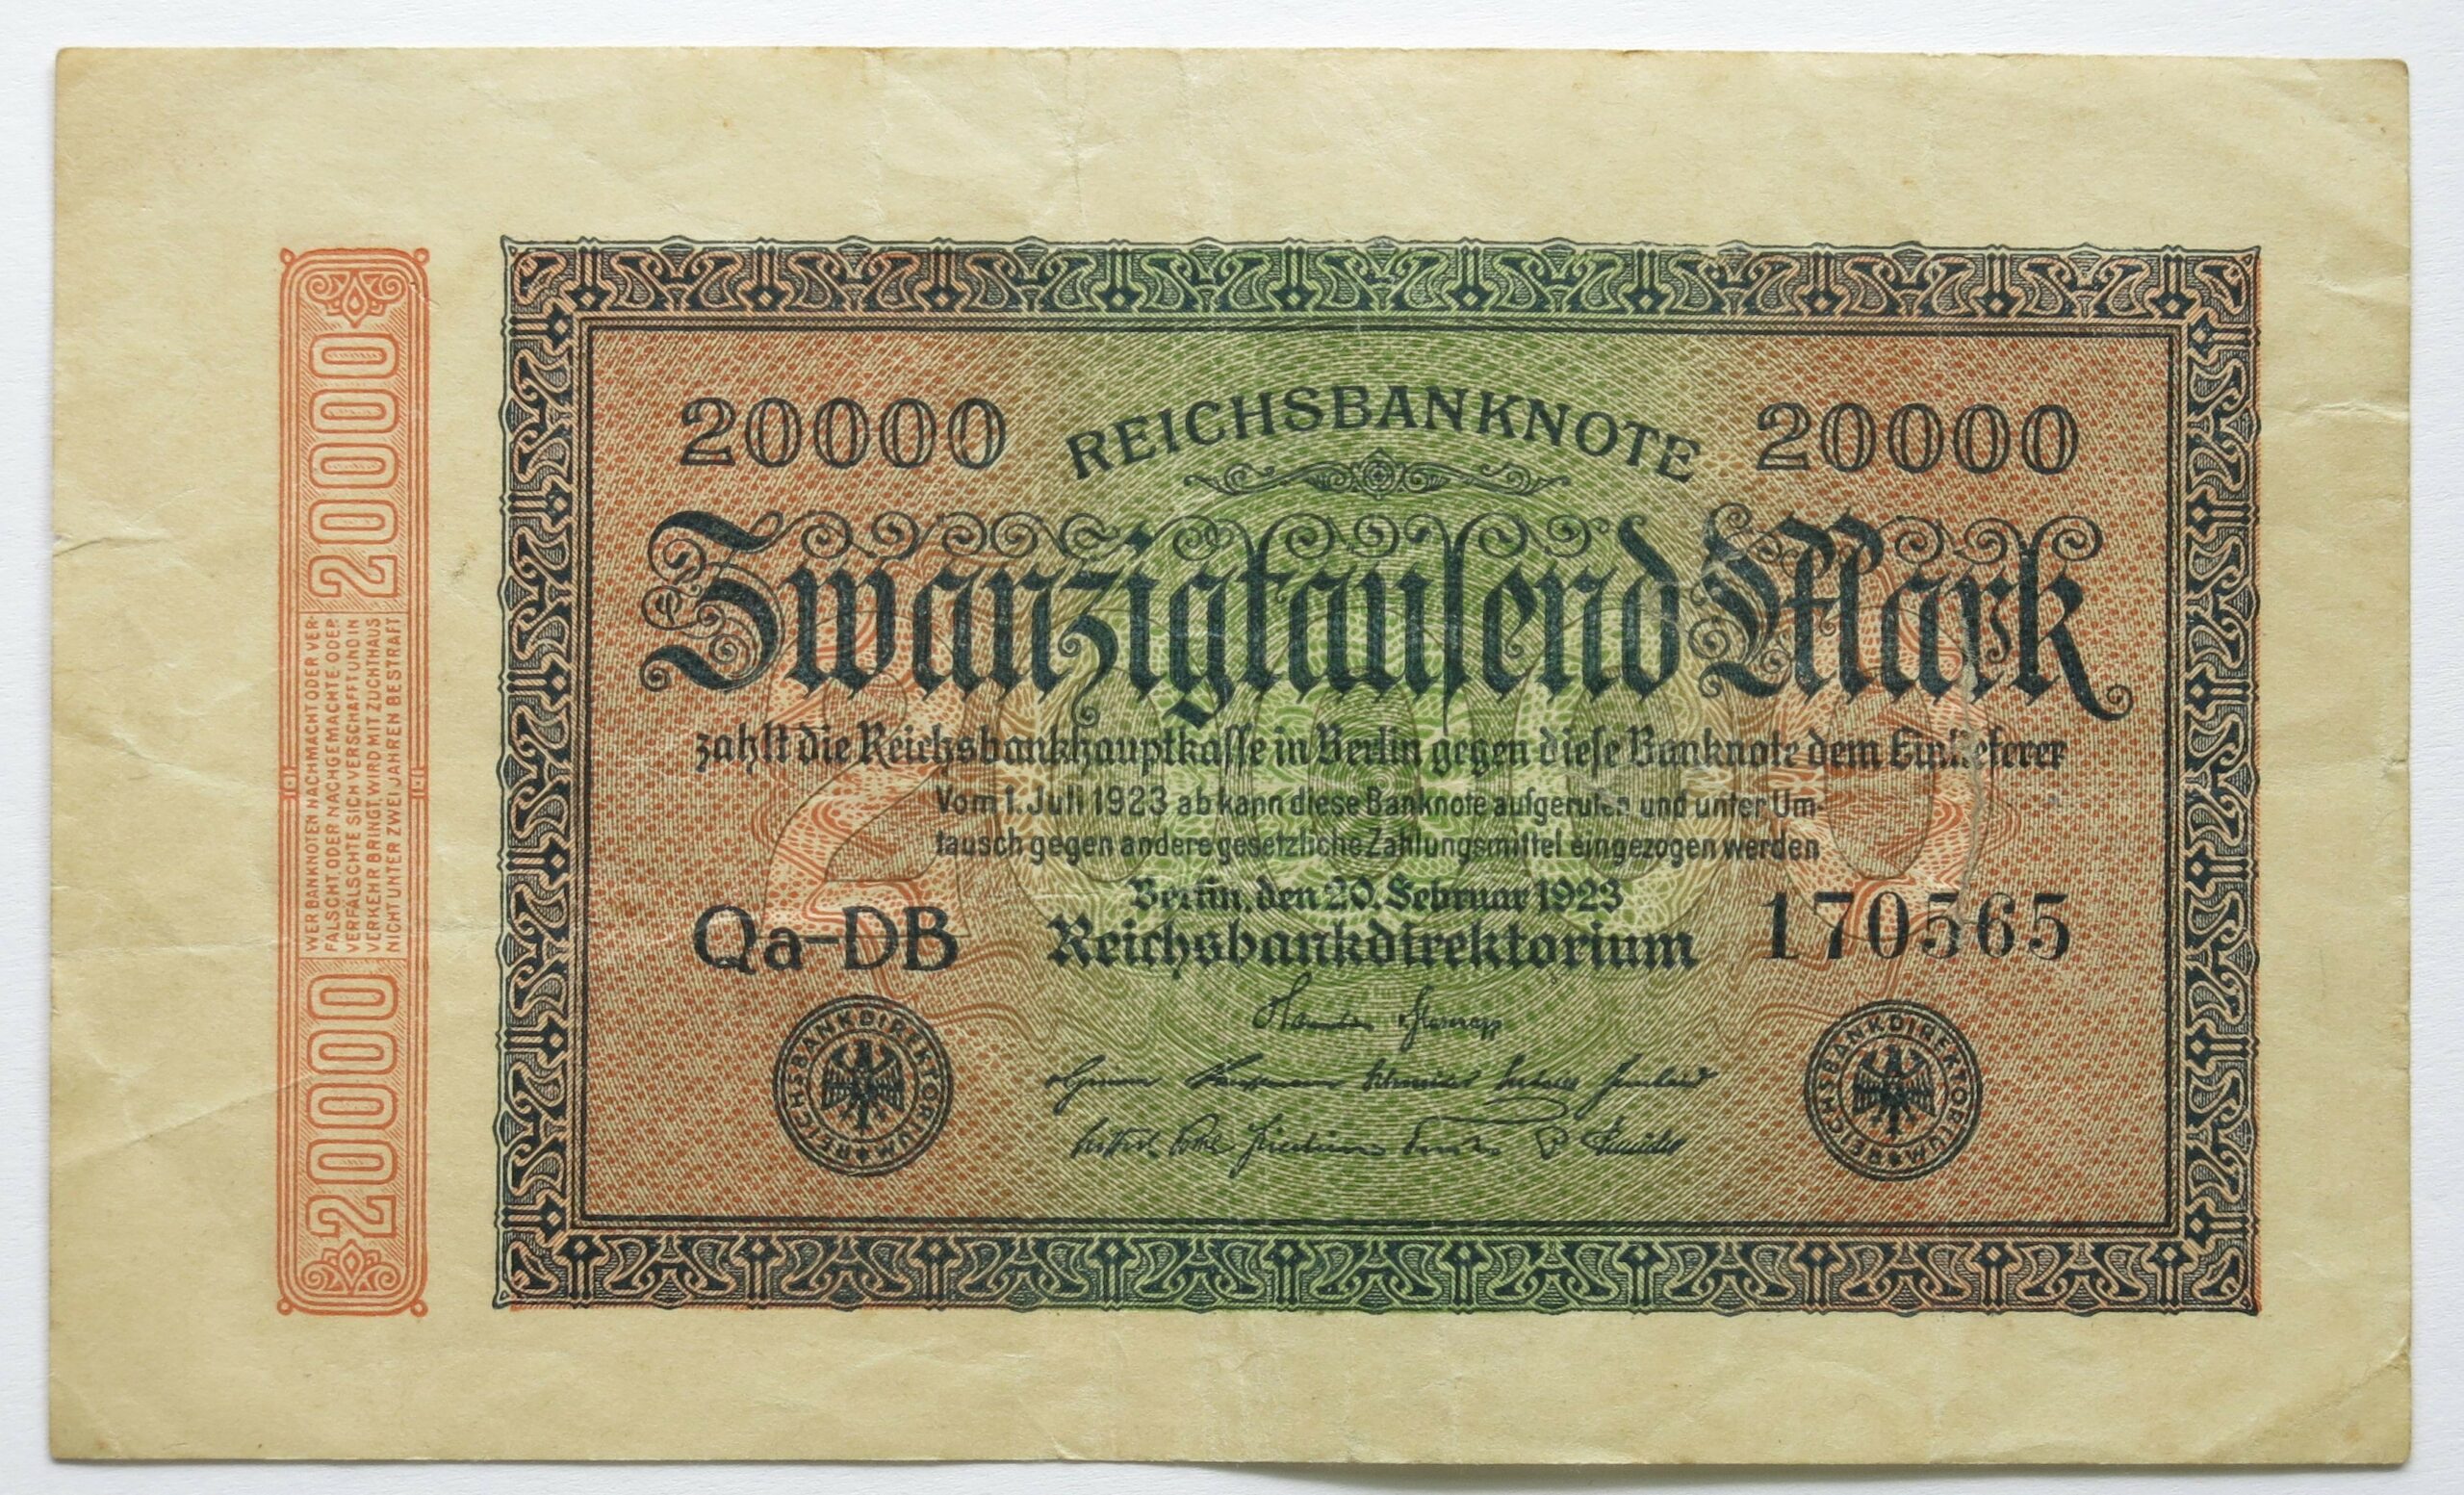 20000
WER BANKNOTEN NACHMACHT ODER VER-
FÄLSCHT, ODER NACHGEMACHTE ODER
VERFÄLSCHTE SICH VERSCHAFFT UND IN
VERKEHR BRINGT, WIRD MIT ZUCHTHAUS
NICHT UNTER ZWEI JAHREN BESTRAFT
20000
20000 REICHSBANKNOTE 20000
Zwanzigtausend Mark
zahlt die Reichsbankhauptkasse in Berlin gegen diese Banknote dem Einlieferer
Vom 1. Juli 1923 ab kann diese Banknote aufgerufen und unter Um-
tausch gegen andere gesetzliche Zahlungsmittel eingezogen werden
Berlin, den 20. Februar 1923
Qa-DB Reichsbankdirektorium 170565
REICHSBANKDIREKTORIUM
REICHSBANKDIREKTORIUM
20000